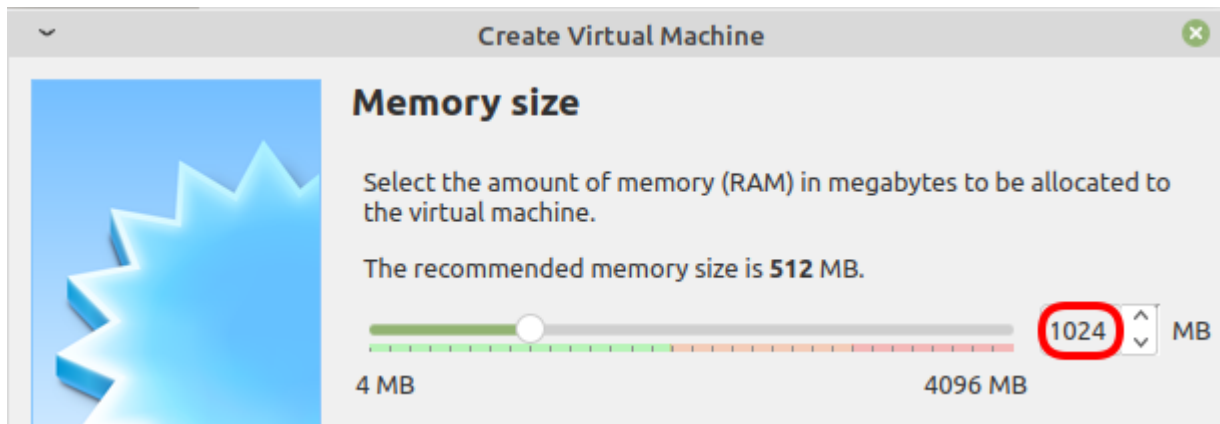 Create Virtual Machine
Memory size
Select the amount of memory (RAM) in megabytes to be allocated to
the virtual machine.
The recommended memory size is 512 MB.
1024 MB
4 MB 4096 MB